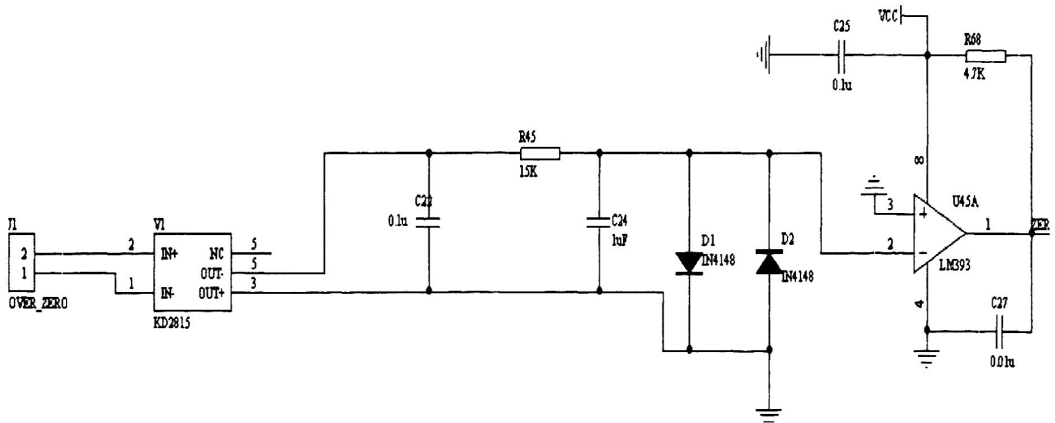 VCC
C25
0.1u
R68
4.7K
8
3
+
U45A
1
ZER
2
-
LM393
4
C27
0.01u
R45
15K
0.1u
C24
1uF
D1
IN4148
D2
IN4148
J1
2
1
OVER_ZERO
V1
2
IN+
NC
5
OUT-
5
1
IN-
OUT+
3
KD2815